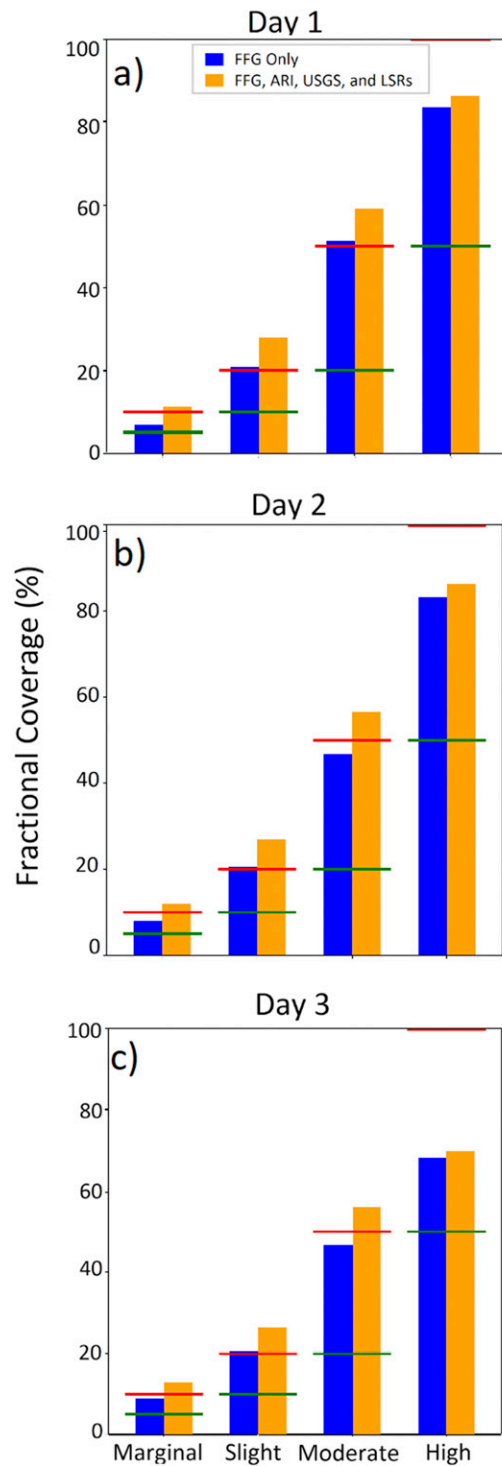 Day 1
100
a)
FFG Only
FFG, ARI, USGS, and LSRs
80
60
40
20
0
Day 2
100
b)
80
60
40
20
0
Fractional Coverage (%)
Day 3
100
c)
80
60
40
20
0
Marginal Slight Moderate High